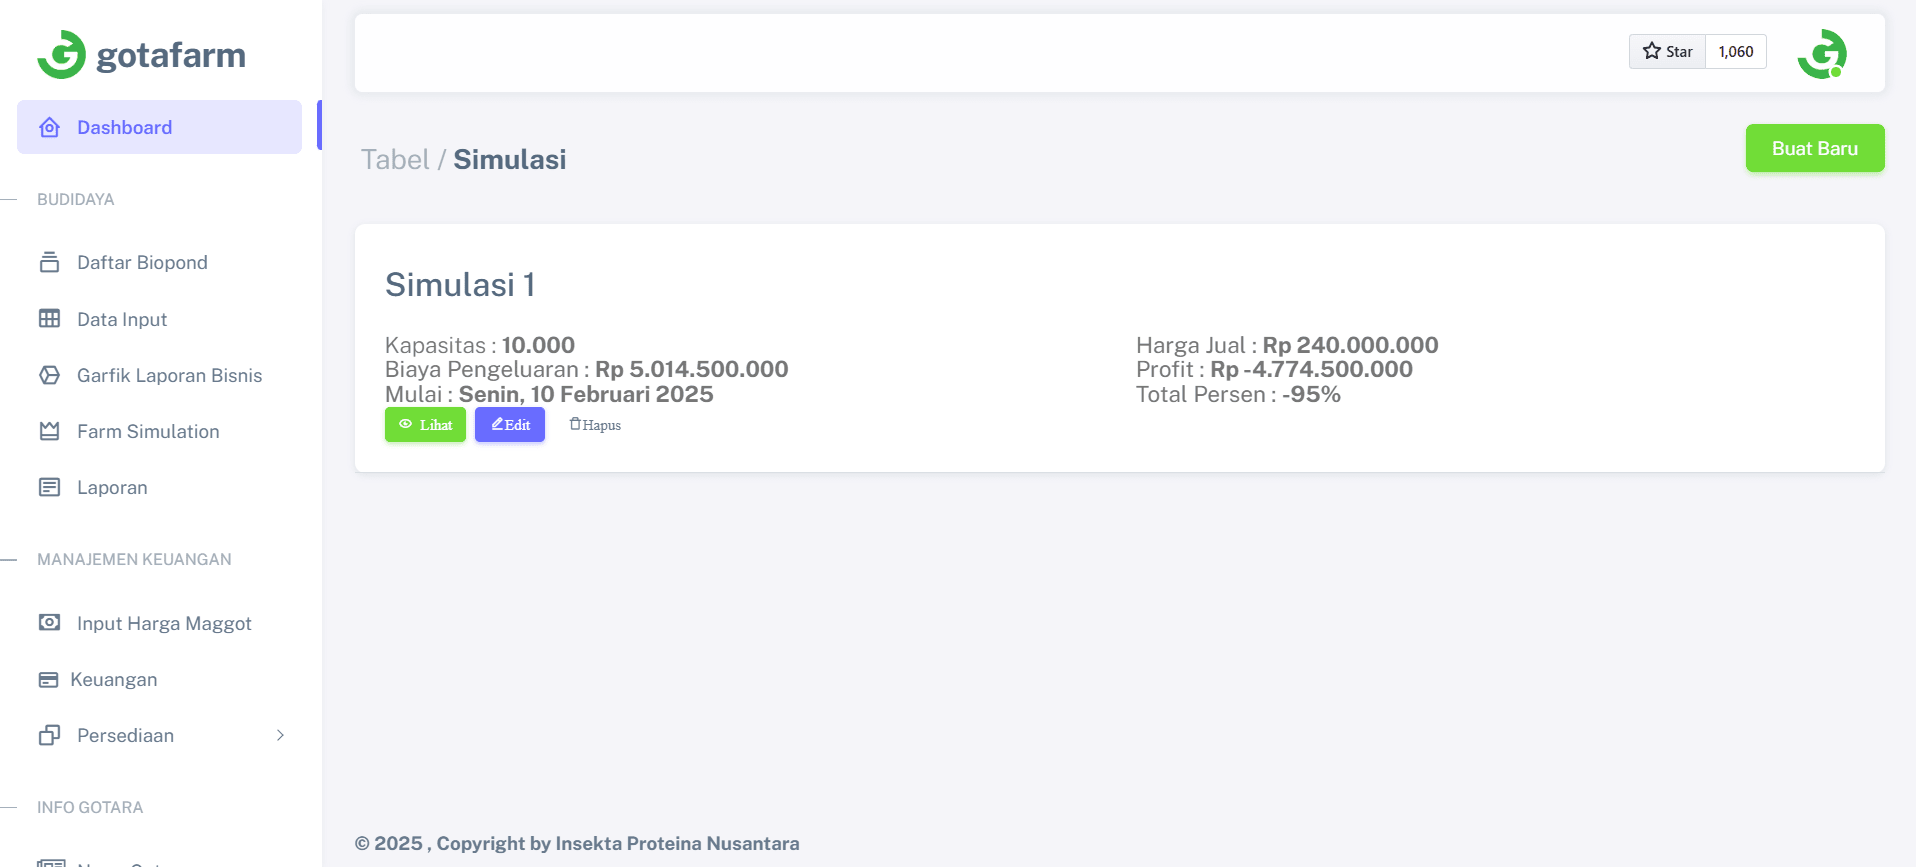 gotafarm
Star 1,060
Dashboard
Tabel / Simulasi
Buat Baru
BUDIDAYA
Daftar Biopond
Data Input
Garfik Laporan Bisnis
Farm Simulation
Laporan
MANAJEMEN KEUANGAN
Input Harga Maggot
Keuangan
Persediaan
INFO GOTARA
Simulasi 1
Kapasitas : 10.000
Biaya Pengeluaran : Rp 5.014.500.000
Mulai : Senin, 10 Februari 2025
Harga Jual : Rp 240.000.000
Profit : Rp -4.774.500.000
Total Persen : -95%
Lihat Edit Hapus
© 2025 , Copyright by Insekta Proteina Nusantara